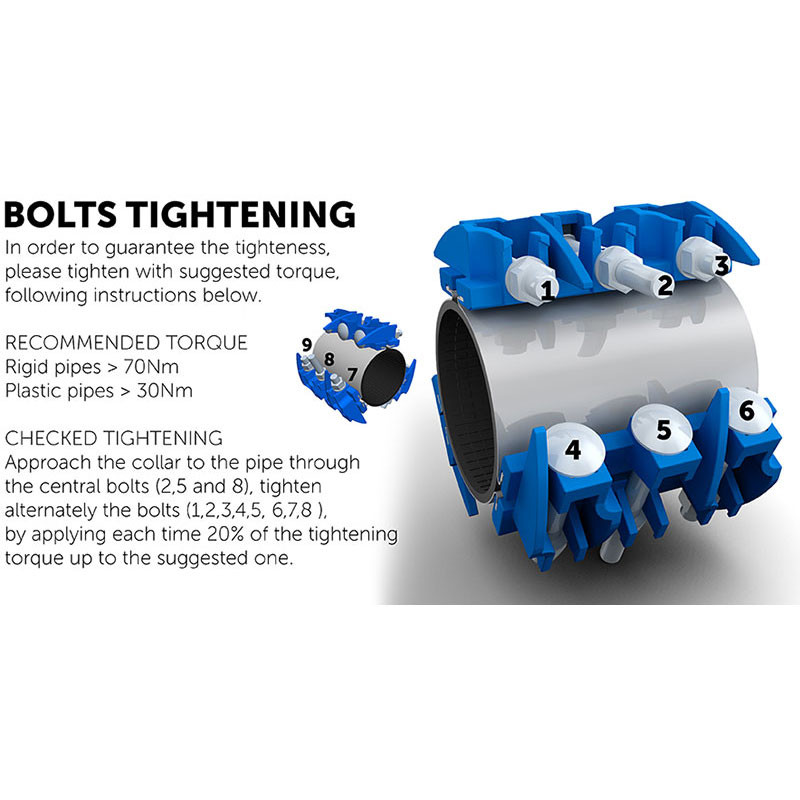 BOLTS TIGHTENING
In order to guarantee the tighteness,
please tighten with suggested torque,
following instructions below.
RECOMMENDED TORQUE
Rigid pipes > 70Nm
Plastic pipes > 30Nm
CHECKED TIGHTENING
Approach the collar to the pipe through
the central bolts (2,5 and 8), tighten
alternately the bolts (1,2,3,4,5, 6,7,8 ),
by applying each time 20% of the tightening
torque up to the suggested one.
9
8
7
1
2
3
4
5
6